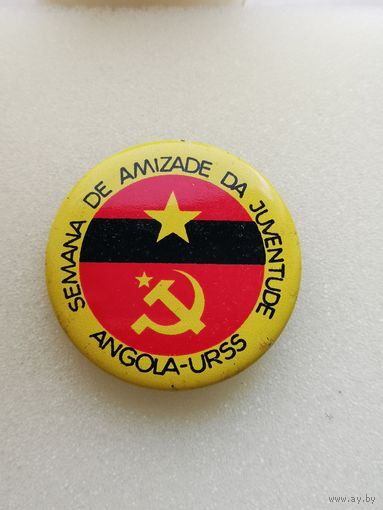 SEMANA DE AMIZADE DA JUVENTUDE
ANGOLA-URSS
www.ay.by